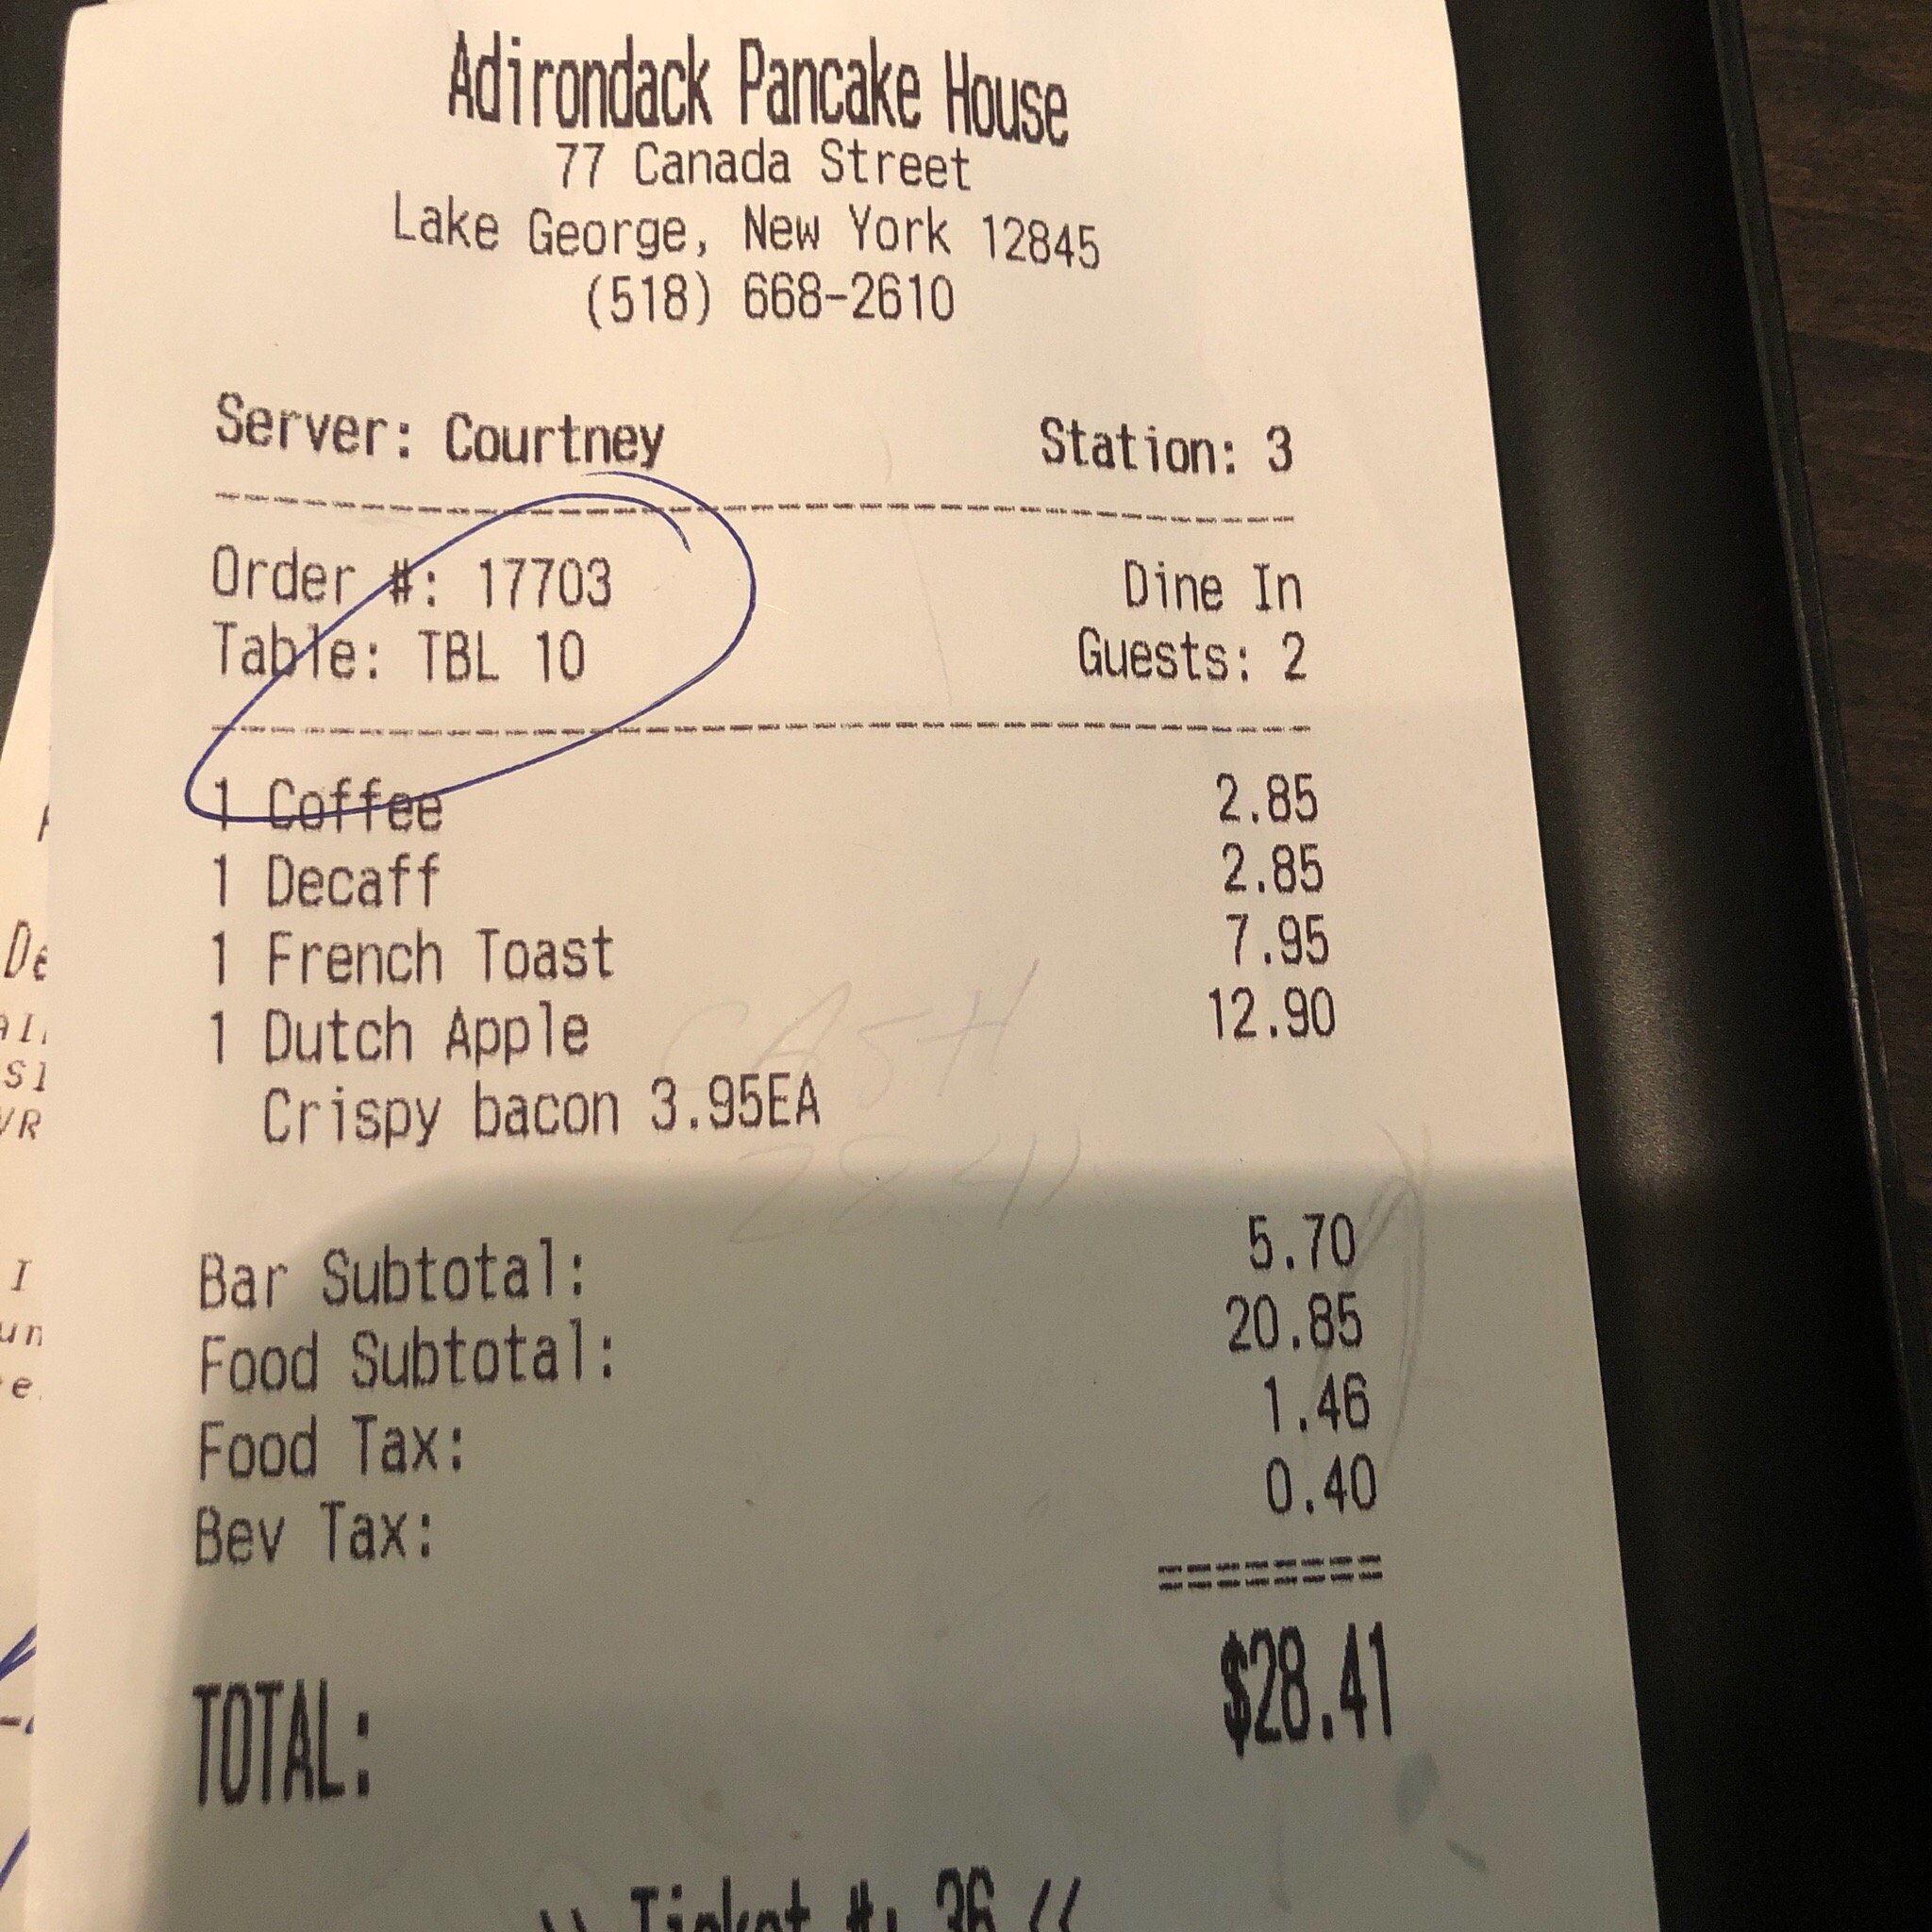 Adirondack Pancake House
77 Canada Street
Lake George, New York 12845
(518) 668-2610
Server: Courtney Station: 3
Order #: 17703 Dine In
Table: TBL 10 Guests: 2
1 Coffee 2.85
1 Decaff 2.85
1 French Toast 7.95
1 Dutch Apple 12.90
Crispy bacon 3.95EA
CASH
28.41
Bar Subtotal: 5.70
Food Subtotal: 20.85
Food Tax: 1.46
Bev Tax: 0.40
========
TOTAL: $28.41
>> Ticket #: 36 <<